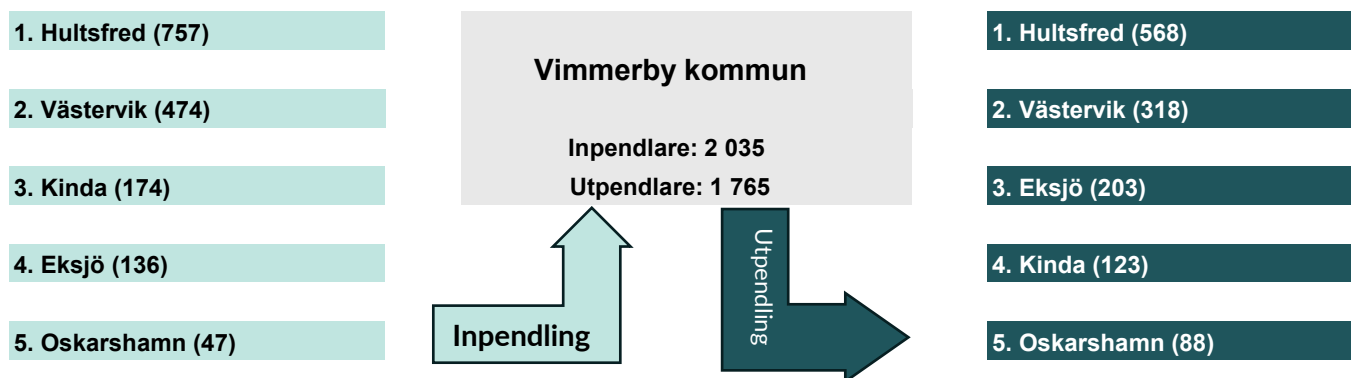 1. Hultsfred (757)
2. Västervik (474)
3. Kinda (174)
4. Eksjö (136)
5. Oskarshamn (47)
Vimmerby kommun
Inpendlare: 2 035
Utpendlare: 1 765
Inpendling
Utpendling
1. Hultsfred (568)
2. Västervik (318)
3. Eksjö (203)
4. Kinda (123)
5. Oskarshamn (88)